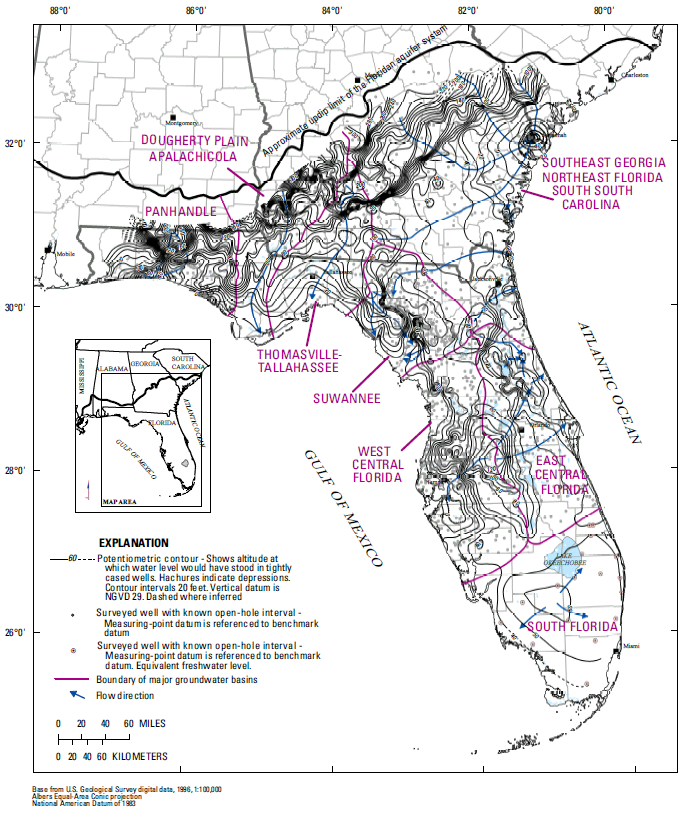 88°0'
86°0'
84°0'
82°0'
80°0'
Approximate updip limit of the Floridan aquifer system
Charleston
Montgomery
32°0'
DOUGHERTY PLAIN
APALACHICOLA
SOUTHEAST GEORGIA
NORTHEAST FLORIDA
SOUTH SOUTH
CAROLINA
PANHANDLE
Mobile
30°0'
THOMASVILLE-
TALLAHASSEE
ATLANTIC OCEAN
SUWANNEE
MISSISSIPPI
ALABAMA
GEORGIA
SOUTH
CAROLINA
FLORIDA
ATLANTIC OCEAN
GULF OF MEXICO
MAP AREA
WEST
CENTRAL
FLORIDA
GULF OF MEXICO
Orlando
EAST
CENTRAL
FLORIDA
28°0'
LAKE
OKEECHOBEE
26°0'
SOUTH FLORIDA
Miami
EXPLANATION
60 Potentiometric contour - Shows altitude at
which water level would have stood in tightly
cased wells. Hachures indicate depressions.
Contour intervals 20 feet. Vertical datum is
NGVD 29. Dashed where inferred
Surveyed well with known open-hole interval -
Measuring-point datum is referenced to benchmark
datum
Surveyed well with known open-hole interval -
Measuring-point datum is referenced to benchmark
datum. Equivalent freshwater level.
Boundary of major groundwater basins
Flow direction
0 20 40 60 MILES
0 20 40 60 KILOMETERS
Base from U.S. Geological Survey digital data, 1996, 1:100,000
Albers Equal-Area Conic projection
National American Datum of 1983